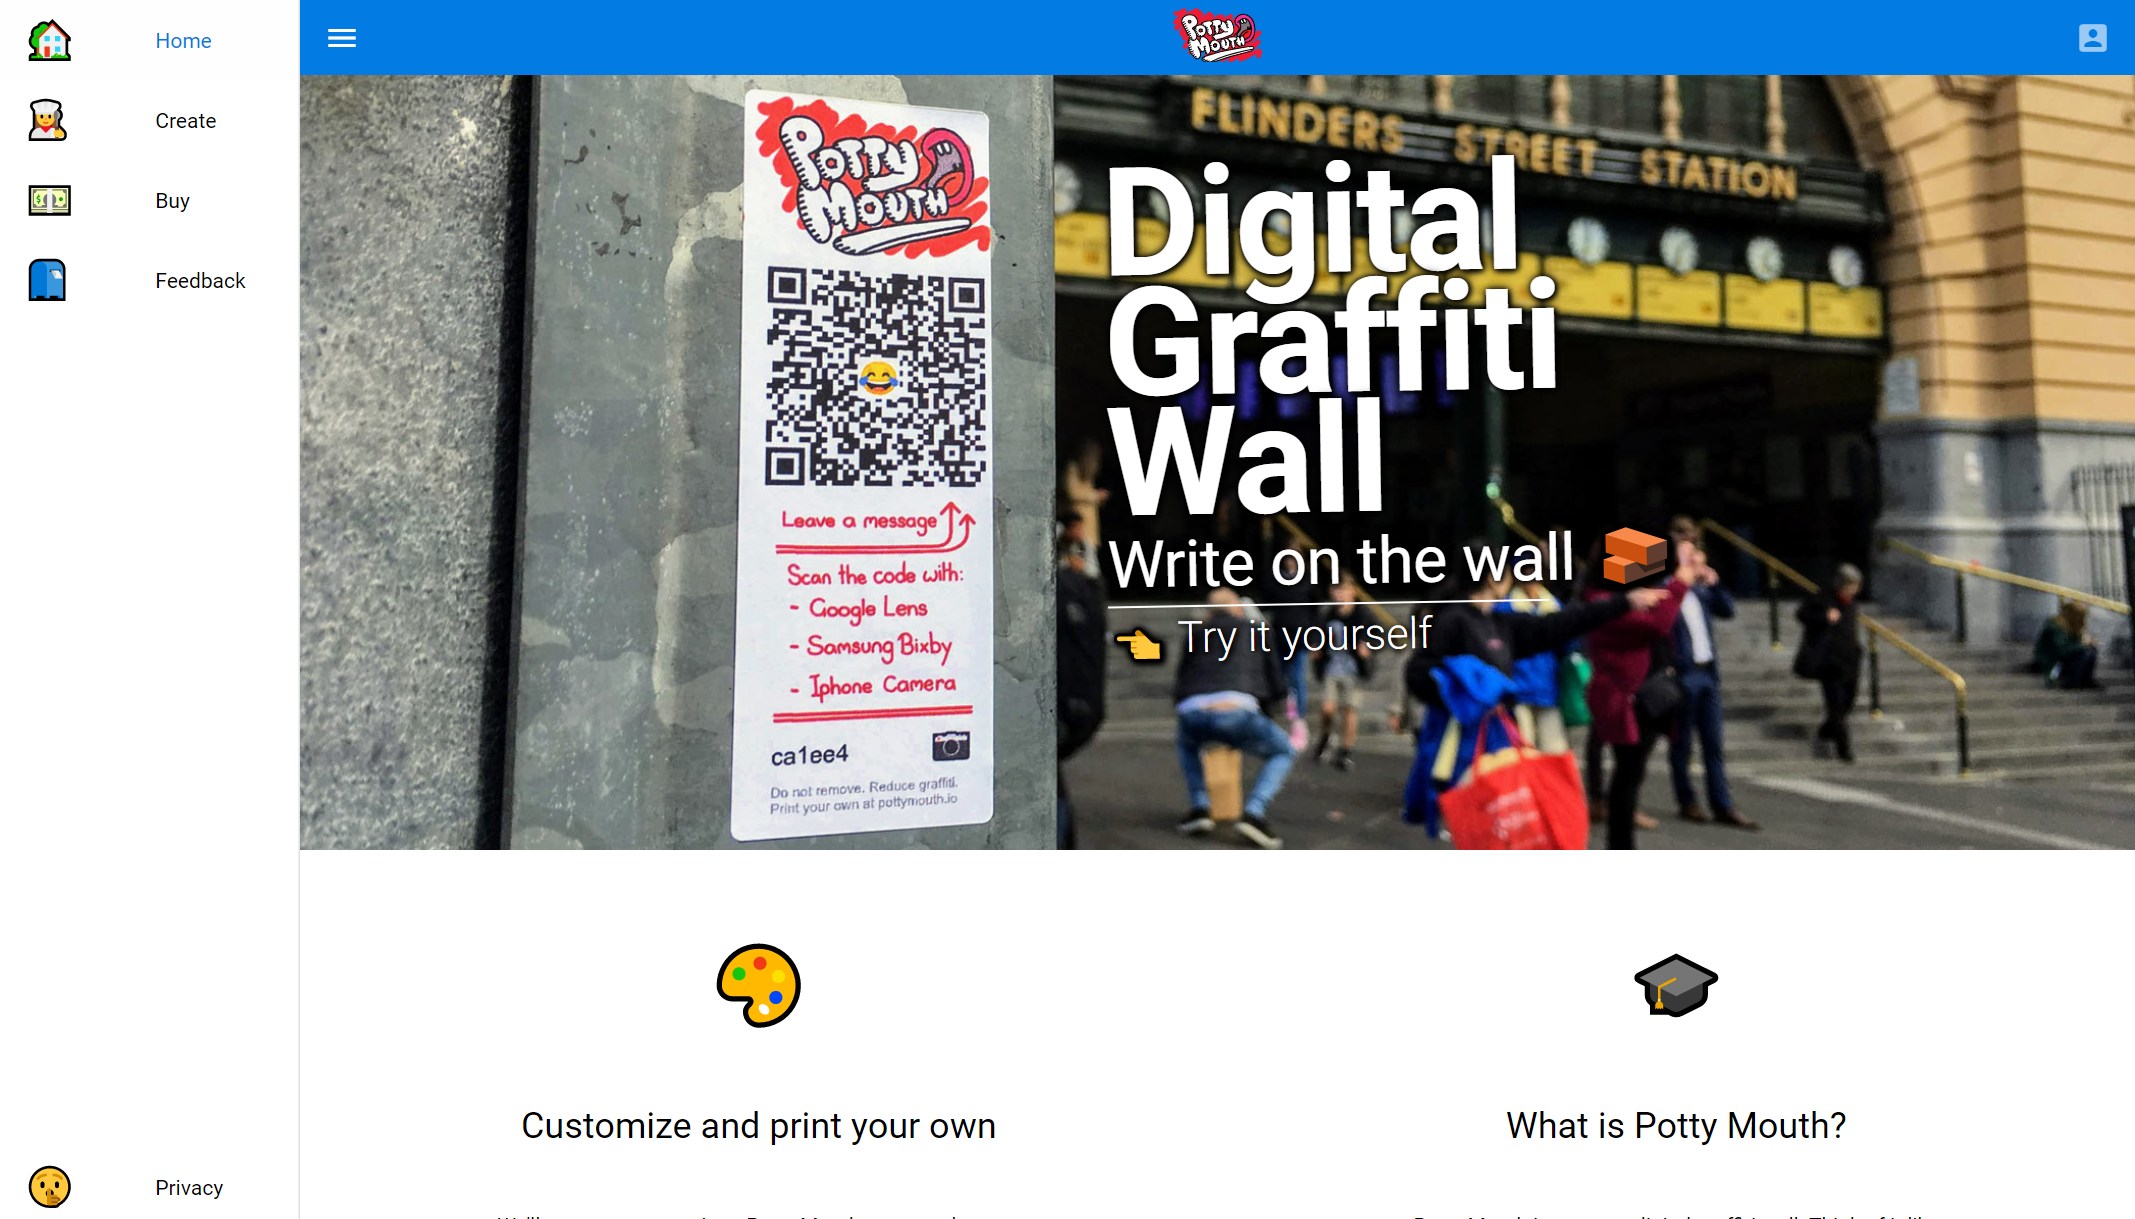 Home
Create
Buy
Feedback
Privacy
POTTY
MOUTH
POTTY
MOUTH
Leave a message
Scan the code with:
- Google Lens
- Samsung Bixby
- Iphone Camera
ca1ee4
Do not remove. Reduce graffiti.
Print your own at pottymouth.io
FLINDERS STREET STATION
Digital
Graffiti
Wall
Write on the wall
Try it yourself
Customize and print your own
What is Potty Mouth?